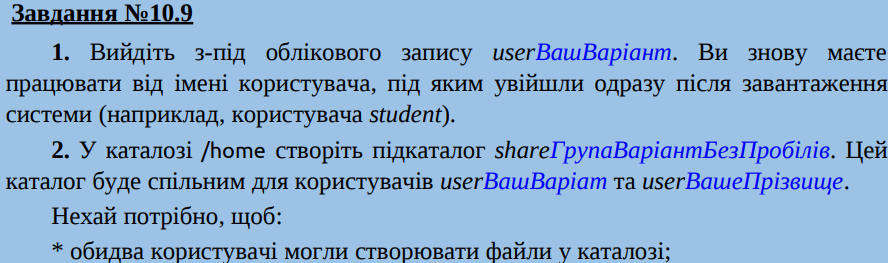 Завдання №10.9
1. Вийдіть з-під облікового запису userВашВаріант. Ви знову маєте
працювати від імені користувача, під яким увійшли одразу після завантаження
системи (наприклад, користувача student).
2. У каталозі /home створіть підкаталог shareГрупаВаріантБезПробілів. Цей
каталог буде спільним для користувачів userВашВаріат та userВашеПрізвище.
Нехай потрібно, щоб:
* обидва користувачі могли створювати файли у каталозі;